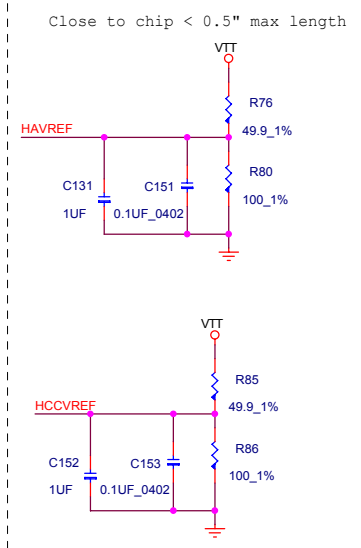 Close to chip < 0.5" max length
VTT
R76
49.9_1%
HAVREF
R80
C131
C151
100_1%
1UF
0.1UF_0402
VTT
R85
49.9_1%
HCCVREF
R86
C152
C153
100_1%
1UF
0.1UF_0402